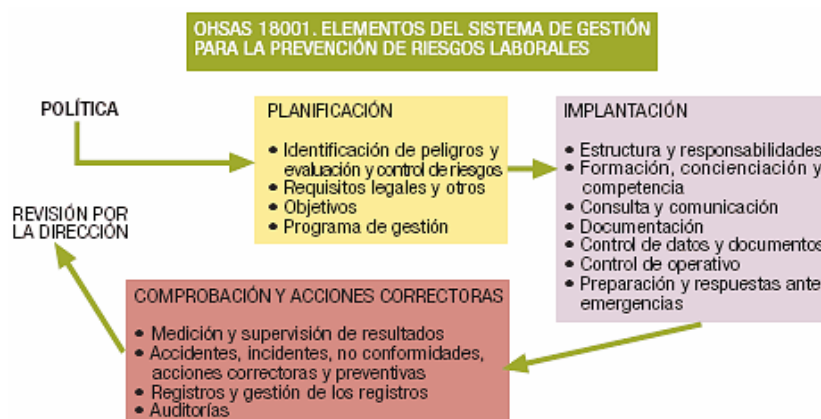 OHSAS 18001. ELEMENTOS DEL SISTEMA DE GESTIÓN
PARA LA PREVENCIÓN DE RIESGOS LABORALES
POLÍTICA
PLANIFICACIÓN
• Identificación de peligros y
evaluación y control de riesgos
• Requisitos legales y otros
• Objetivos
• Programa de gestión
IMPLANTACIÓN
• Estructura y responsabilidades
• Formación, concienciación y
competencia
• Consulta y comunicación
• Documentación
• Control de datos y documentos
• Control de operativo
• Preparación y respuestas ante
emergencias
REVISIÓN POR
LA DIRECCIÓN
COMPROBACIÓN Y ACCIONES CORRECTORAS
• Medición y supervisión de resultados
• Accidentes, incidentes, no conformidades,
acciones correctoras y preventivas
• Registros y gestión de los registros
• Auditorías